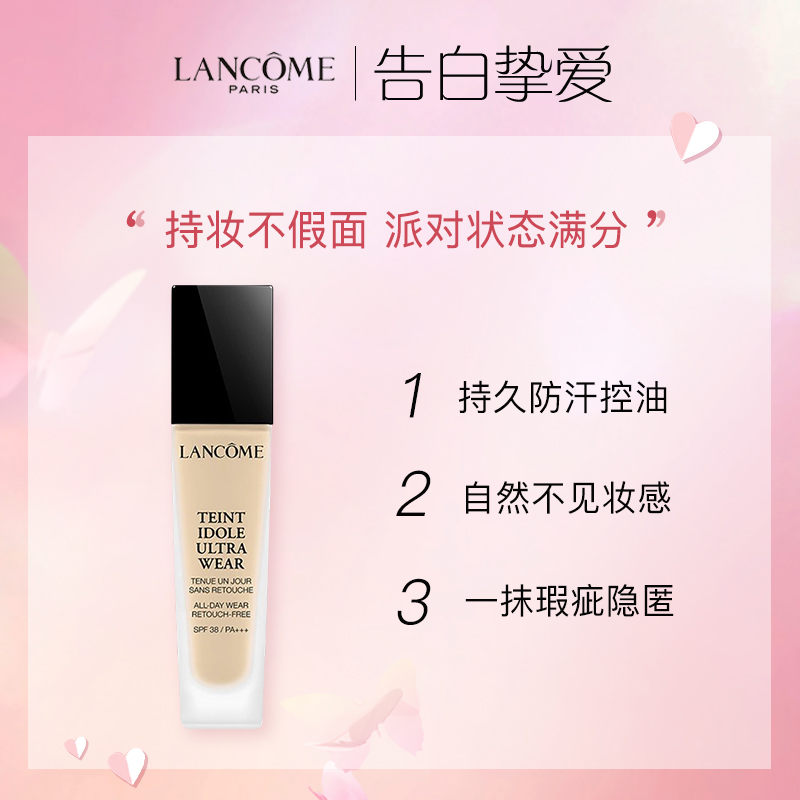 LANCÔME
PARIS
告白挚爱
“ 持妆不假面 派对状态满分 ”
LANCÔME
TEINT
IDOLE
ULTRA
WEAR
TENUE UN JOUR
SANS RETOUCHE
ALL-DAY WEAR
RETOUCH-FREE
SPF 38 / PA+++
1 持久防汗控油
2 自然不见妆感
3 一抹瑕疵隐匿